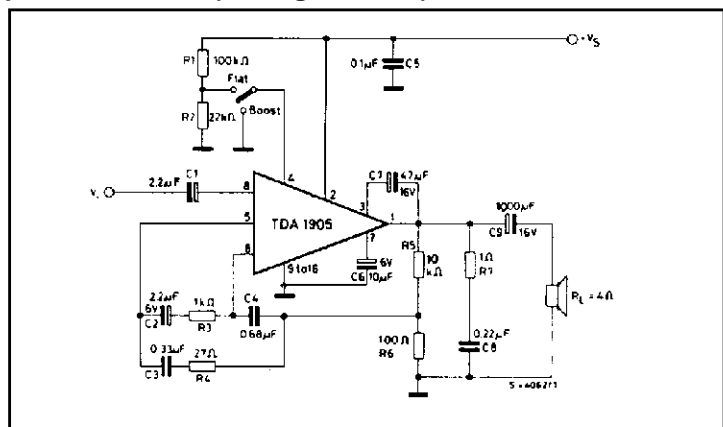 R1
100kΩ
Flat
Boost
R2
22kΩ
0.1µF
C5
+Vs
C1
2.2µF
8
4
2
TDA 1905
5
6
9 to 16
3
7
1
C7
47µF
16V
6V
10µF
C6
R5
10
kΩ
100Ω
R6
1Ω
R7
0.22µF
C8
1000µF
C9
16V
RL = 4Ω
2.2µF
6V
C2
1kΩ
R3
C4
0.68µF
0.33µF
C3
27Ω
R4